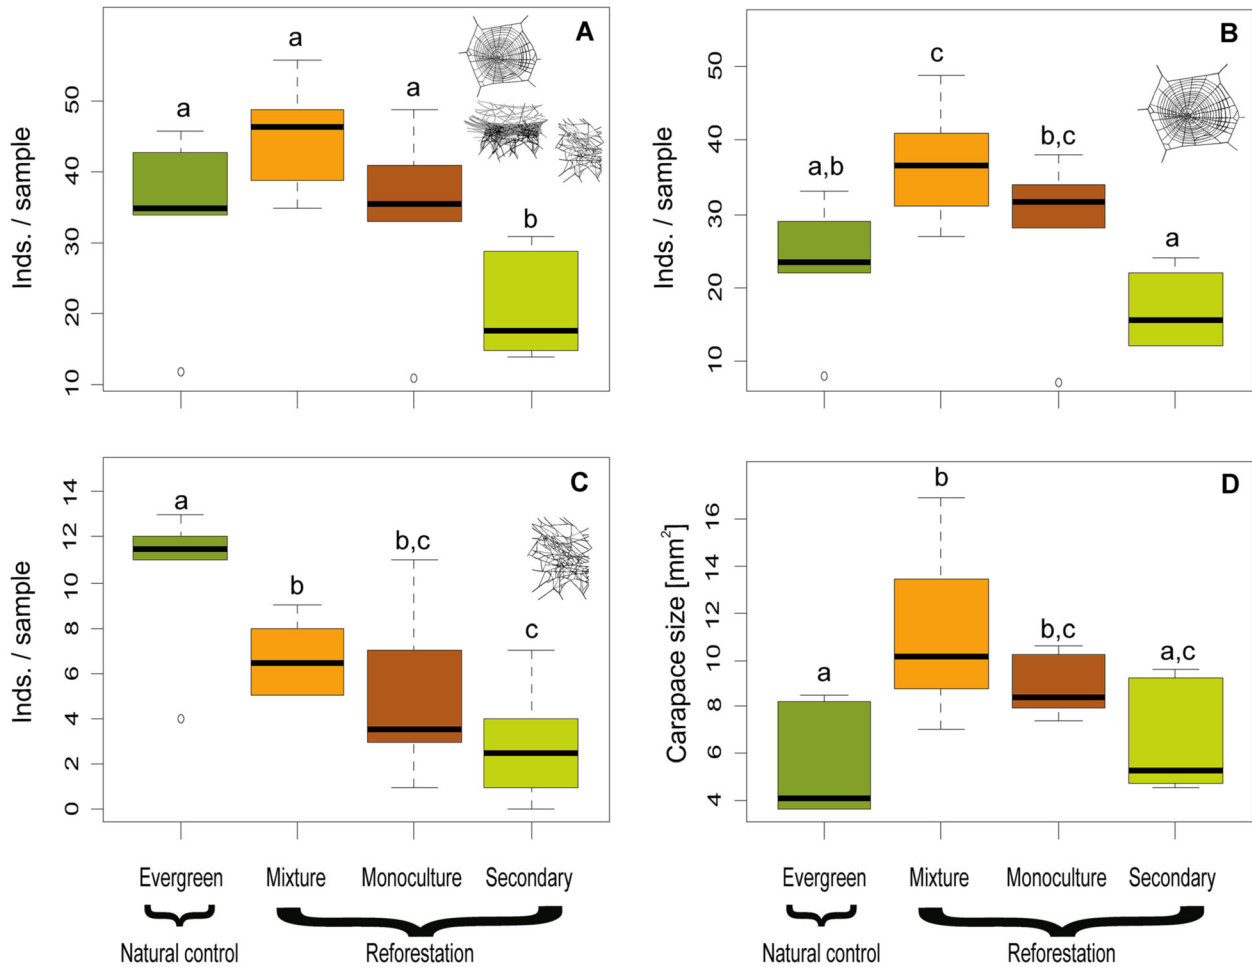 A
a
a
a
b
Inds. / sample
50
40
30
20
10
B
c
a,b
b,c
a
Inds. / sample
50
40
30
20
10
C
a
b
b,c
c
Inds. / sample
14
12
10
8
6
4
2
0
D
b
a
b,c
a,c
Carapace size [mm²]
16
14
12
10
8
6
4
Evergreen Mixture Monoculture Secondary
Natural control Reforestation
Evergreen Mixture Monoculture Secondary
Natural control Reforestation